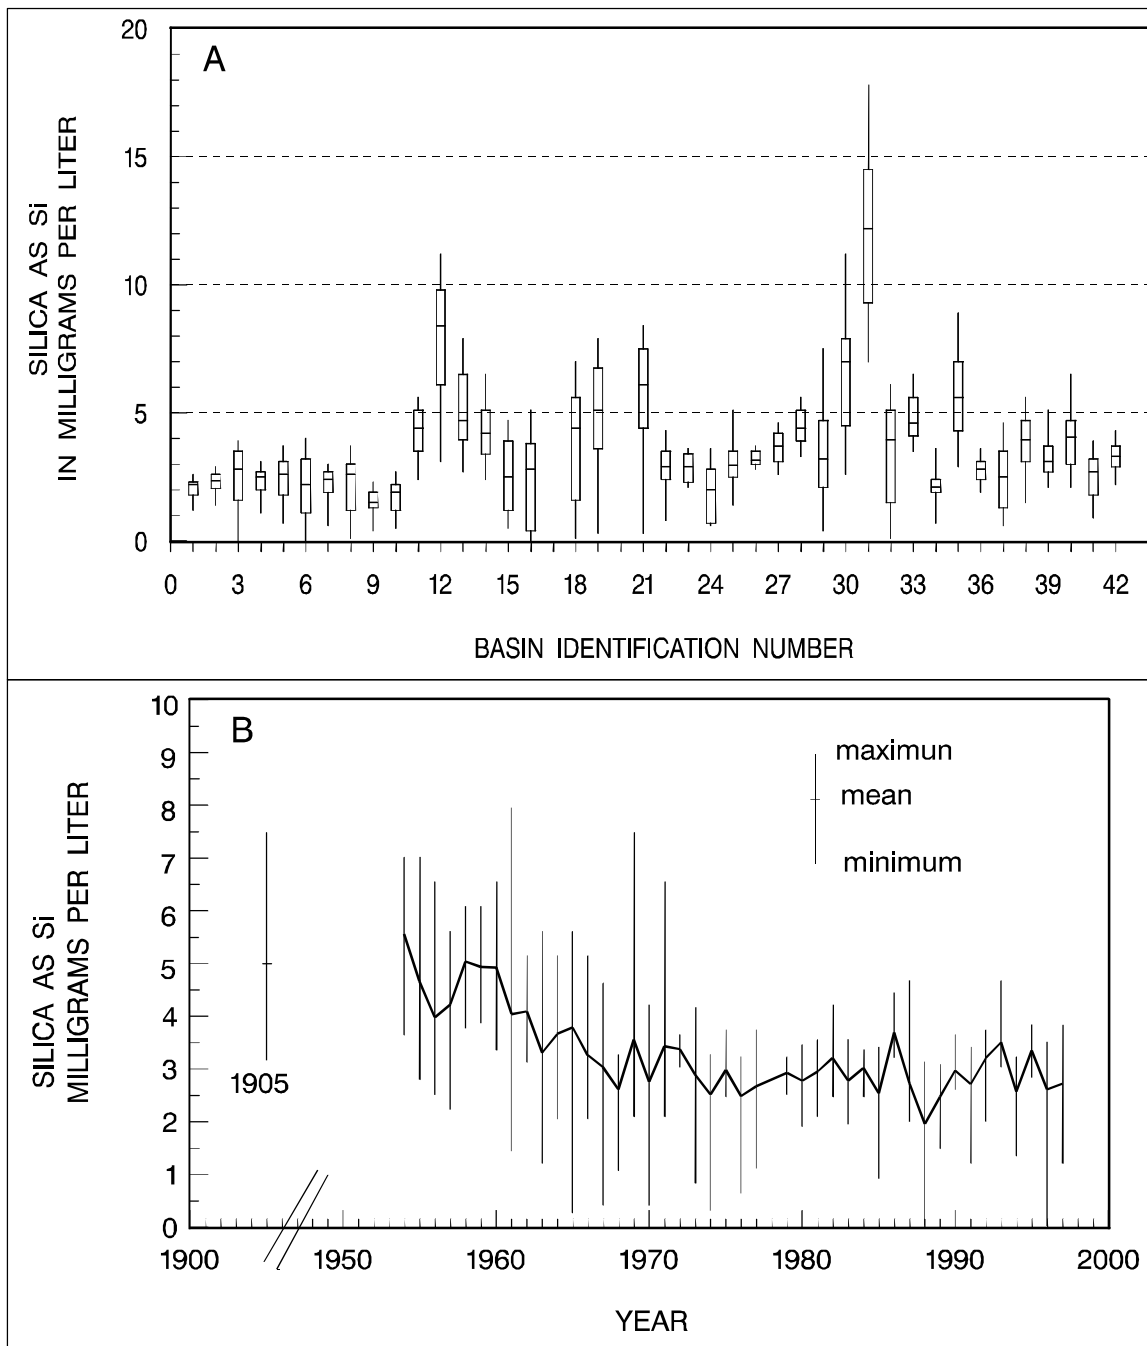 A
20
15
10
5
0
SILICA AS Si
IN MILLIGRAMS PER LITER
0 3 6 9 12 15 18 21 24 27 30 33 36 39 42
BASIN IDENTIFICATION NUMBER
B
10
9
8
7
6
5
4
3
2
1
0
SILICA AS Si
MILLIGRAMS PER LITER
maximun
mean
minimum
1905
1900 1950 1960 1970 1980 1990 2000
YEAR